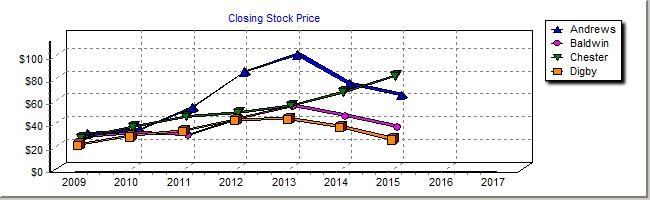 Closing Stock Price
Andrews
Baldwin
Chester
Digby
$100
$80
$60
$40
$20
$0
2009 2010 2011 2012 2013 2014 2015 2016 2017